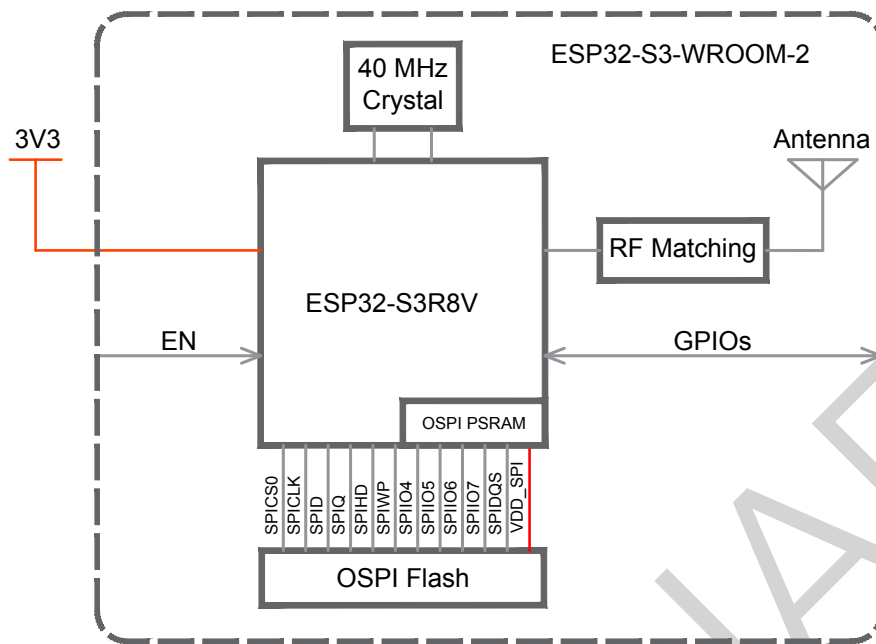 ESP32-S3-WROOM-2
40 MHz
Crystal
3V3
Antenna
RF Matching
ESP32-S3R8V
EN
GPIOs
OSPI PSRAM
SPICS0
SPICLK
SPID
SPIQ
SPIHD
SPIWP
SPIIO4
SPIIO5
SPIIO6
SPIIO7
SPIDQS
VDD_SPI
OSPI Flash